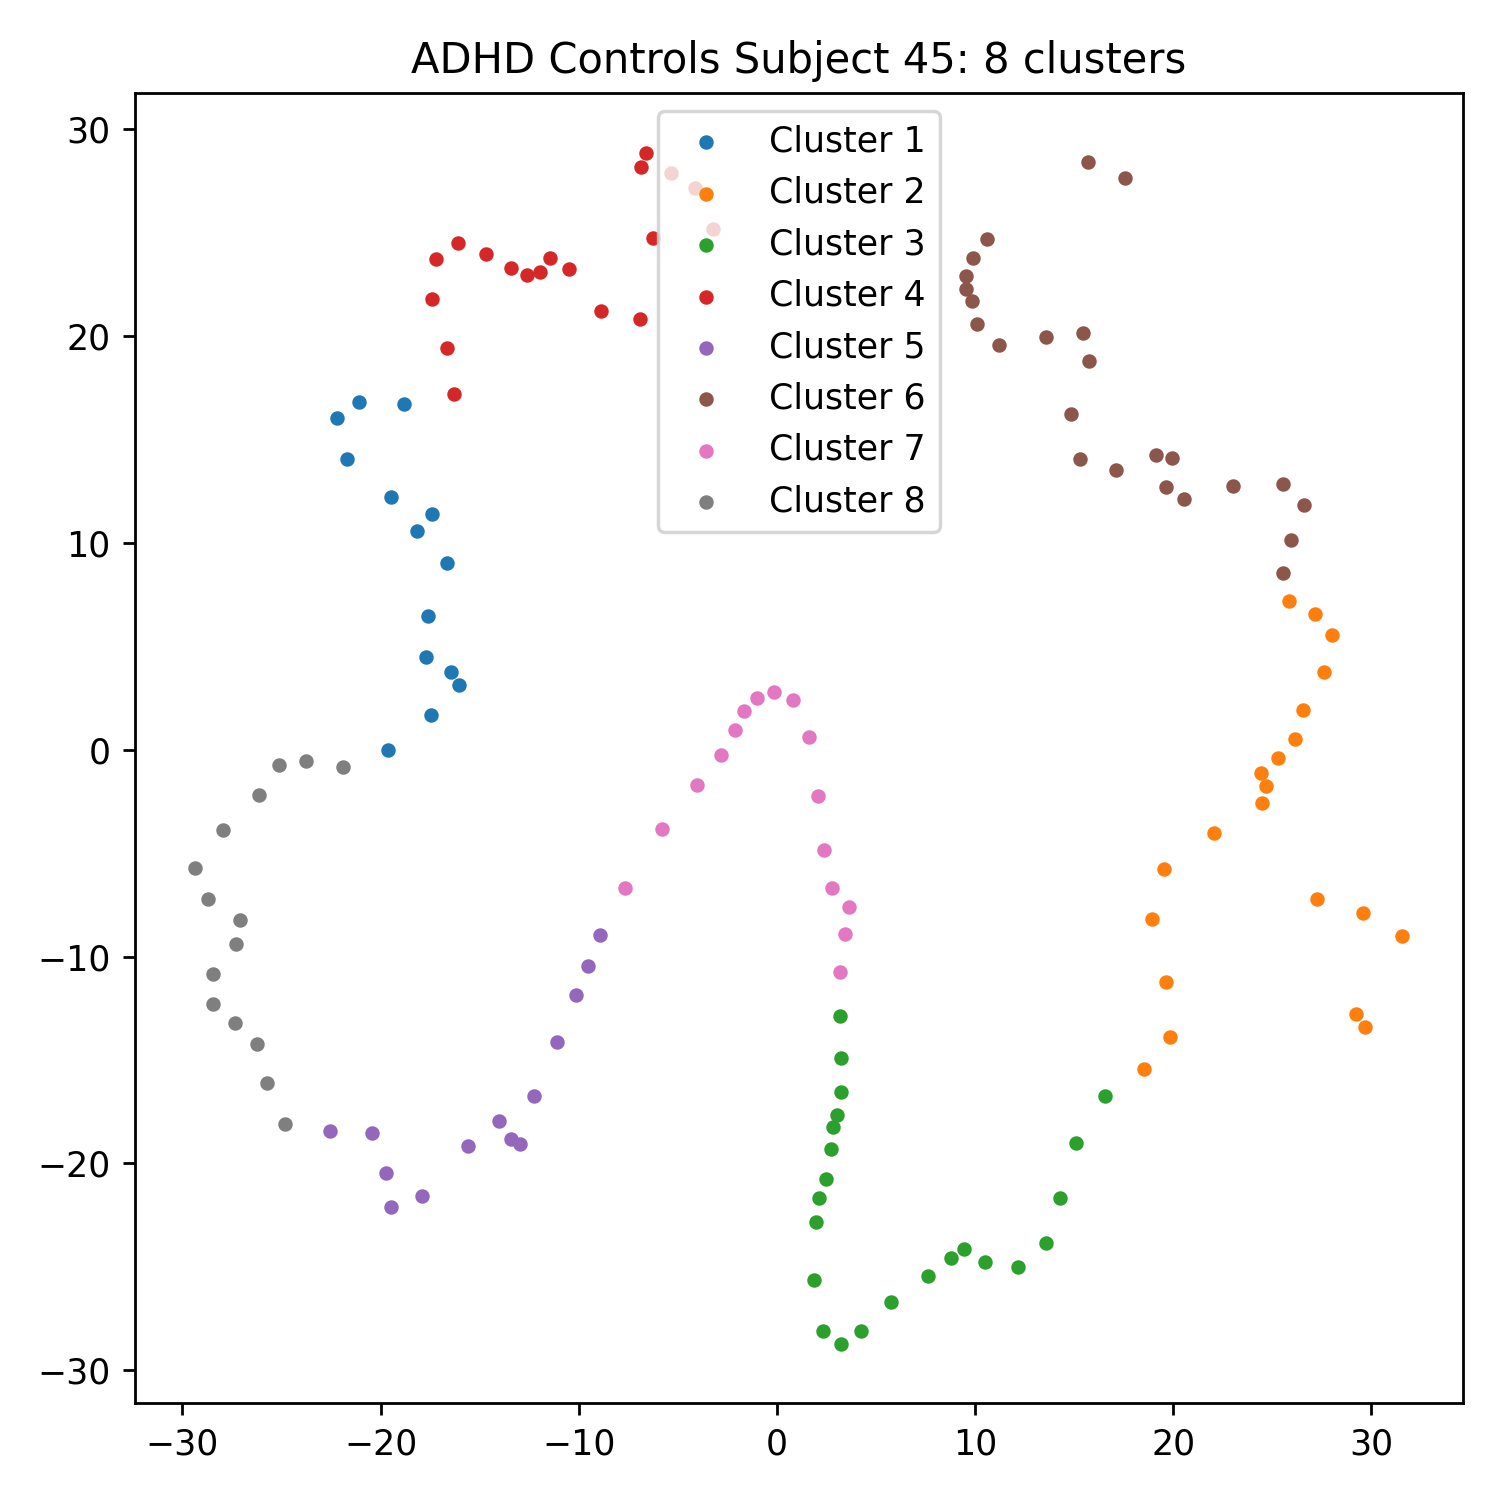 ADHD Controls Subject 45: 8 clusters
30
20
10
0
−10
−20
−30
Cluster 1
Cluster 2
Cluster 3
Cluster 4
Cluster 5
Cluster 6
Cluster 7
Cluster 8
−30 −20 −10 0 10 20 30